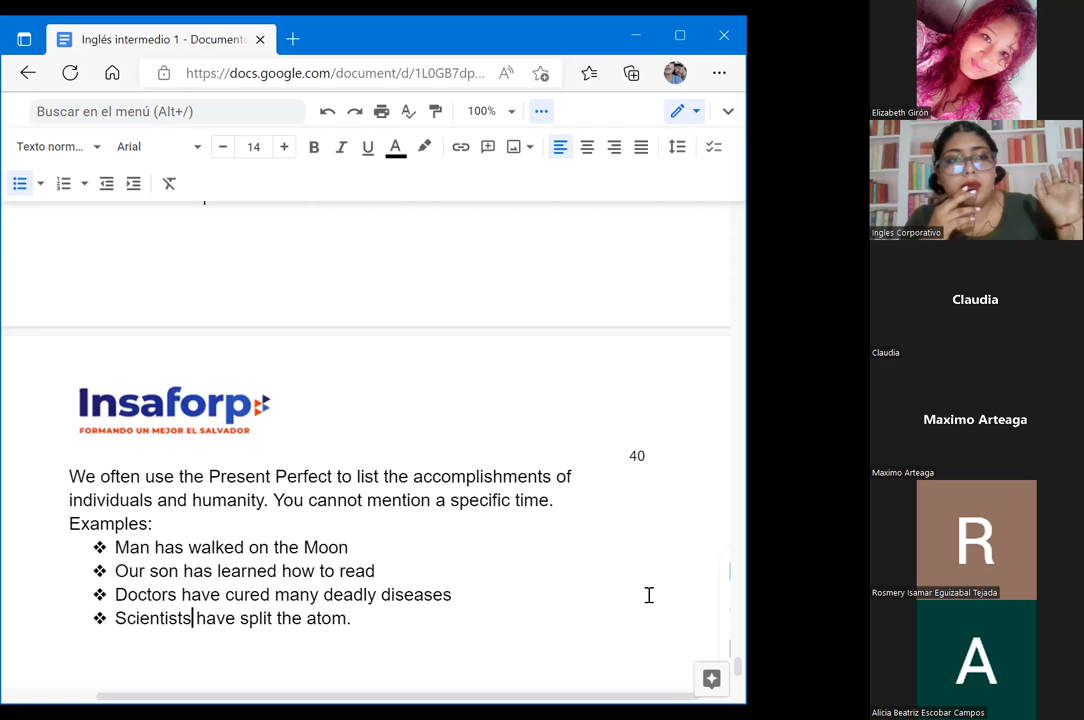 Inglés intermedio 1 - Document
https://docs.google.com/document/d/1L0GB7dp...
Buscar en el menú (Alt+/)
100%
Texto norm...
Arial
14
Insaforp
FORMANDO UN MEJOR EL SALVADOR
40
We often use the Present Perfect to list the accomplishments of
individuals and humanity. You cannot mention a specific time.
Examples:
❖ Man has walked on the Moon
❖ Our son has learned how to read
❖ Doctors have cured many deadly diseases
❖ Scientists have split the atom.
Elizabeth Girón
Ingles Corporativo
Claudia
Claudia
Maximo Arteaga
Maximo Arteaga
R
Rosmery Isamar Eguizabal Tejada
A
Alicia Beatriz Escobar Campos